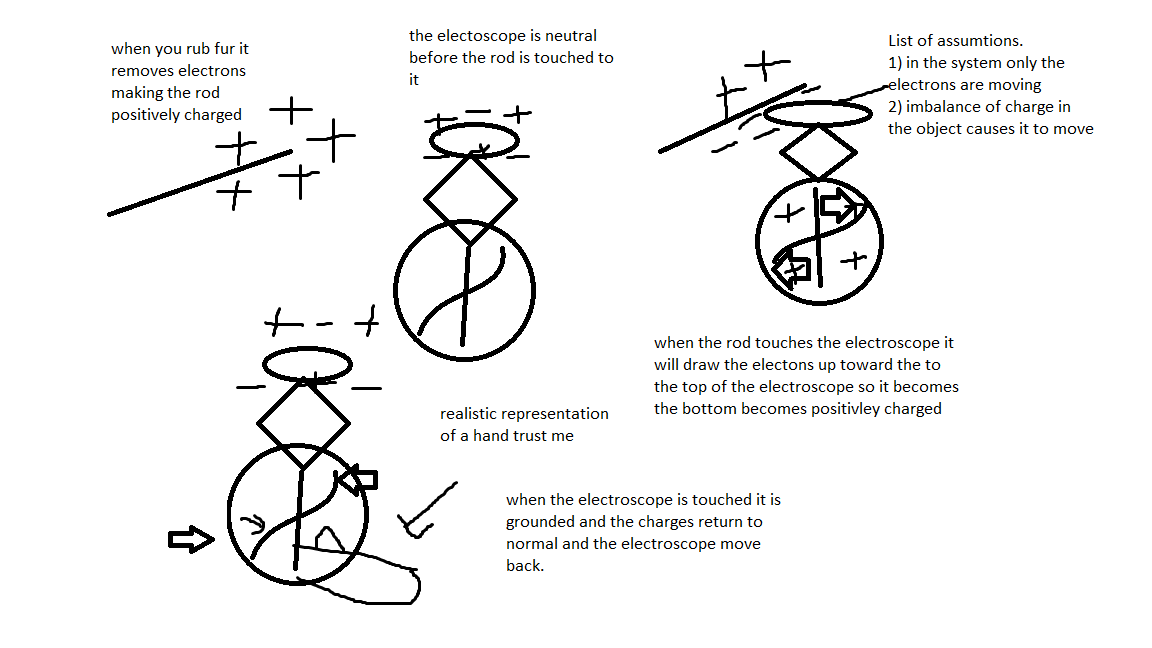 when you rub fur it
removes electrons
making the rod
positively charged
the electoscope is neutral
before the rod is touched to
it
List of assumtions.
1) in the system only the
electrons are moving
2) imbalance of charge in
the object causes it to move
when the rod touches the electroscope it
will draw the electons up toward the to
the top of the electroscope so it becomes
the bottom becomes positivley charged
realistic representation
of a hand trust me
when the electroscope is touched it is
grounded and the charges return to
normal and the electroscope move
back.